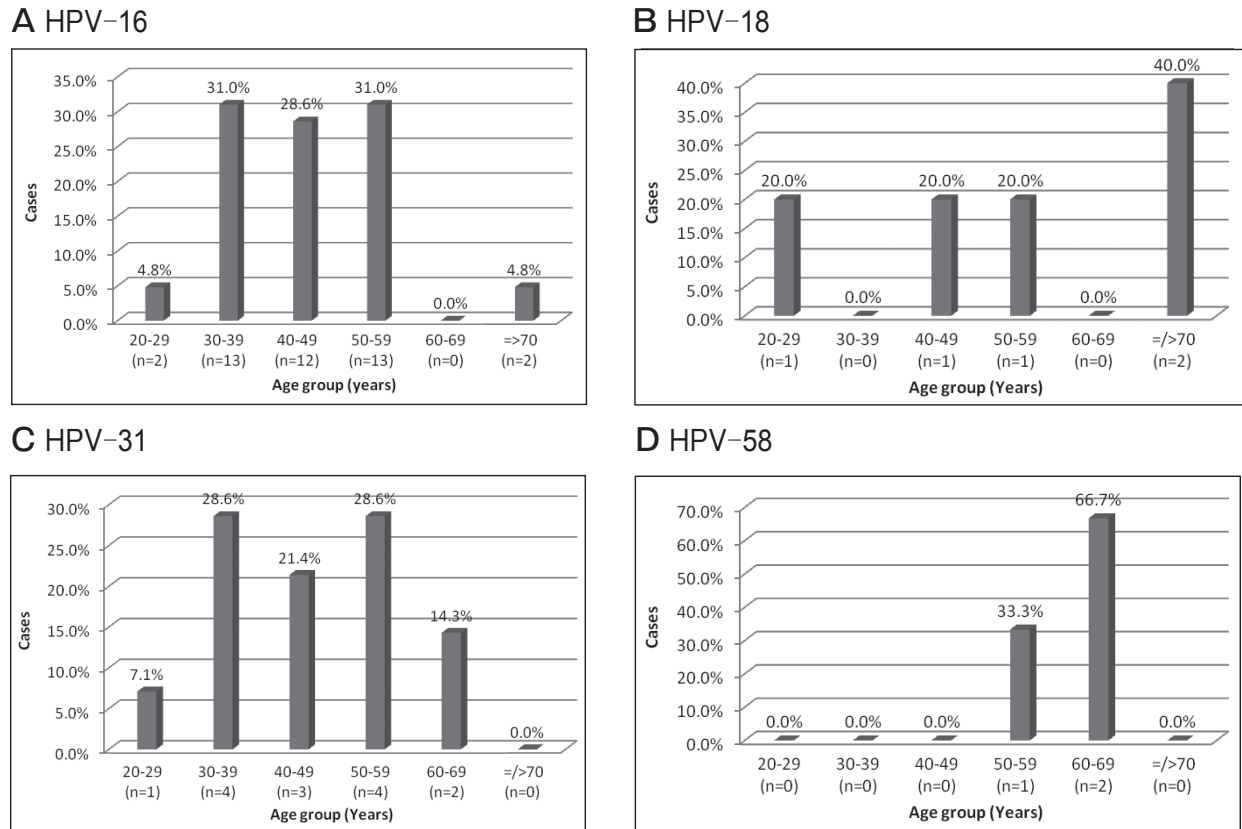 A HPV-16
35.0%
30.0%
25.0%
20.0%
15.0%
10.0%
5.0%
0.0%
Cases
4.8%
31.0%
28.6%
31.0%
0.0%
4.8%
20-29 30-39 40-49 50-59 60-69 =>70
(n=2) (n=13) (n=12) (n=13) (n=0) (n=2)
Age group (years)
B HPV-18
40.0%
35.0%
30.0%
25.0%
20.0%
15.0%
10.0%
5.0%
0.0%
Cases
20.0%
0.0%
20.0%
20.0%
0.0%
40.0%
20-29 30-39 40-49 50-59 60-69 =/>70
(n=1) (n=0) (n=1) (n=1) (n=0) (n=2)
Age group (Years)
C HPV-31
30.0%
25.0%
20.0%
15.0%
10.0%
5.0%
0.0%
Cases
7.1%
28.6%
21.4%
28.6%
14.3%
0.0%
20-29 30-39 40-49 50-59 60-69 =/>70
(n=1) (n=4) (n=3) (n=4) (n=2) (n=0)
Age group (Years)
D HPV-58
70.0%
60.0%
50.0%
40.0%
30.0%
20.0%
10.0%
0.0%
Cases
0.0%
0.0%
0.0%
33.3%
66.7%
0.0%
20-29 30-39 40-49 50-59 60-69 =/>70
(n=0) (n=0) (n=0) (n=1) (n=2) (n=0)
Age group (Years)